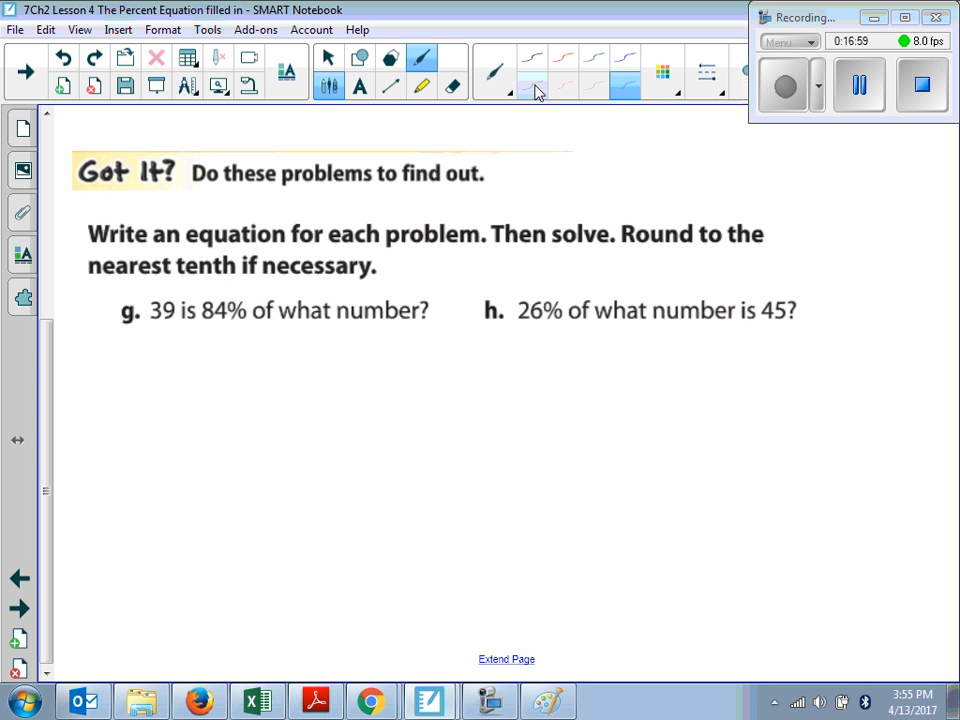 7Ch2 Lesson 4 The Percent Equation filled in - SMART Notebook
Recording...
File Edit View Insert Format Tools Add-ons Account Help
Menu 0:16:59 8.0 fps
Got It? Do these problems to find out.
Write an equation for each problem. Then solve. Round to the
nearest tenth if necessary.
g. 39 is 84% of what number? h. 26% of what number is 45?
Extend Page
3:55 PM
4/13/2017